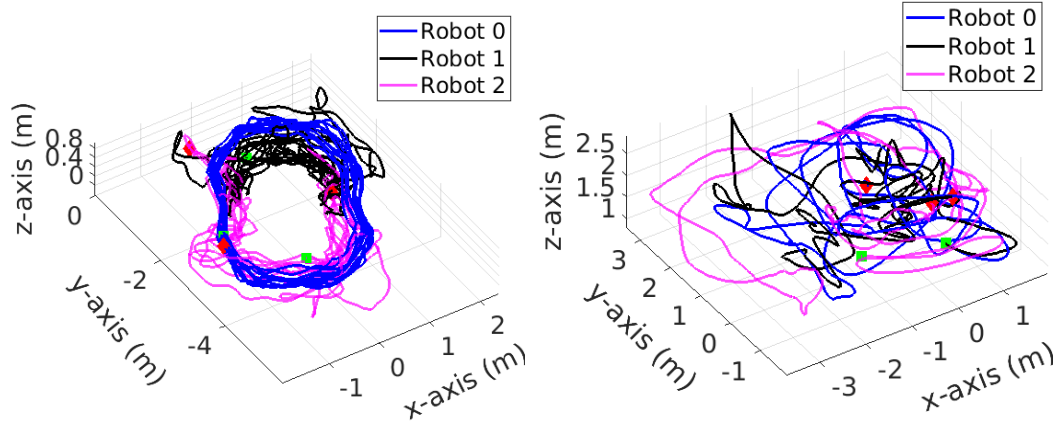 Robot 0
Robot 1
Robot 2
z-axis (m)
0.8
0.4
0
0
-2
-4
y-axis (m)
-1
0
1
2
x-axis (m)
Robot 0
Robot 1
Robot 2
z-axis (m)
2.5
2
1.5
1
3
2
1
0
-1
y-axis (m)
-3
-2
-1
0
1
x-axis (m)